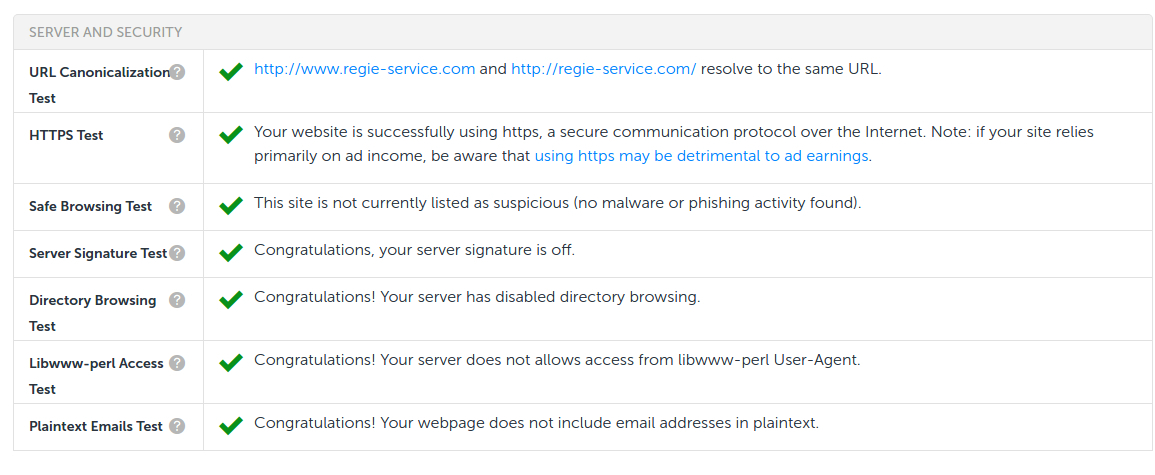 SERVER AND SECURITY
URL Canonicalization ?
Test
http://www.regie-service.com and http://regie-service.com/ resolve to the same URL.
HTTPS Test ?
Your website is successfully using https, a secure communication protocol over the Internet. Note: if your site relies
primarily on ad income, be aware that using https may be detrimental to ad earnings.
Safe Browsing Test ?
This site is not currently listed as suspicious (no malware or phishing activity found).
Server Signature Test ?
Congratulations, your server signature is off.
Directory Browsing ?
Test
Congratulations! Your server has disabled directory browsing.
Libwww-perl Access ?
Test
Congratulations! Your server does not allows access from libwww-perl User-Agent.
Plaintext Emails Test ?
Congratulations! Your webpage does not include email addresses in plaintext.